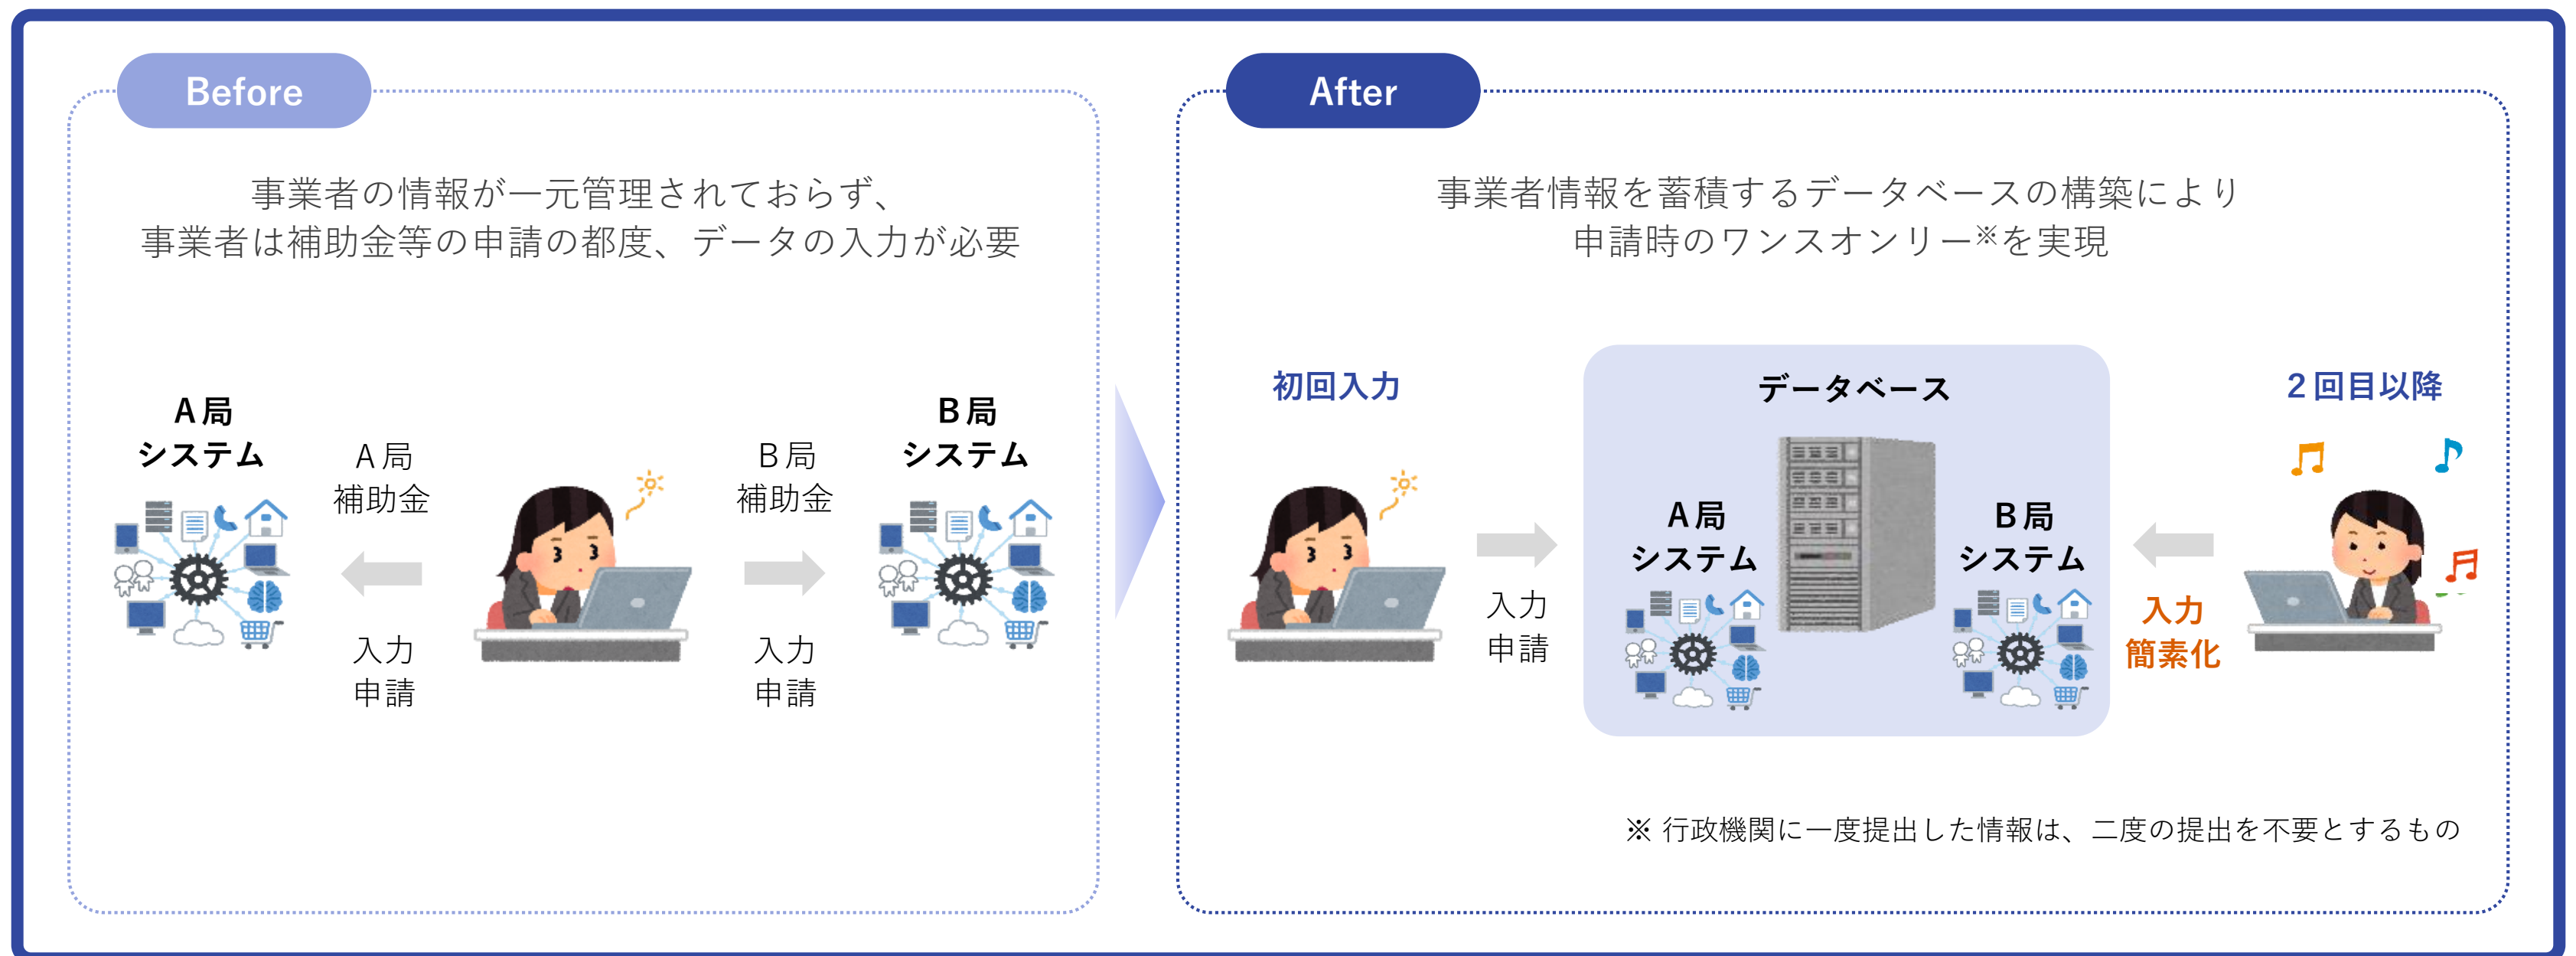 Before
事業者の情報が一元管理されておらず、
事業者は補助金等の申請の都度、データの入力が必要
A局
システム
A局
補助金
入力
申請
B局
補助金
入力
申請
B局
システム
After
事業者情報を蓄積するデータベースの構築により
申請時のワンスオンリー※を実現
初回入力
入力
申請
データベース
A局
システム
B局
システム
2回目以降
入力
簡素化
※ 行政機関に一度提出した情報は、二度の提出を不要とするもの